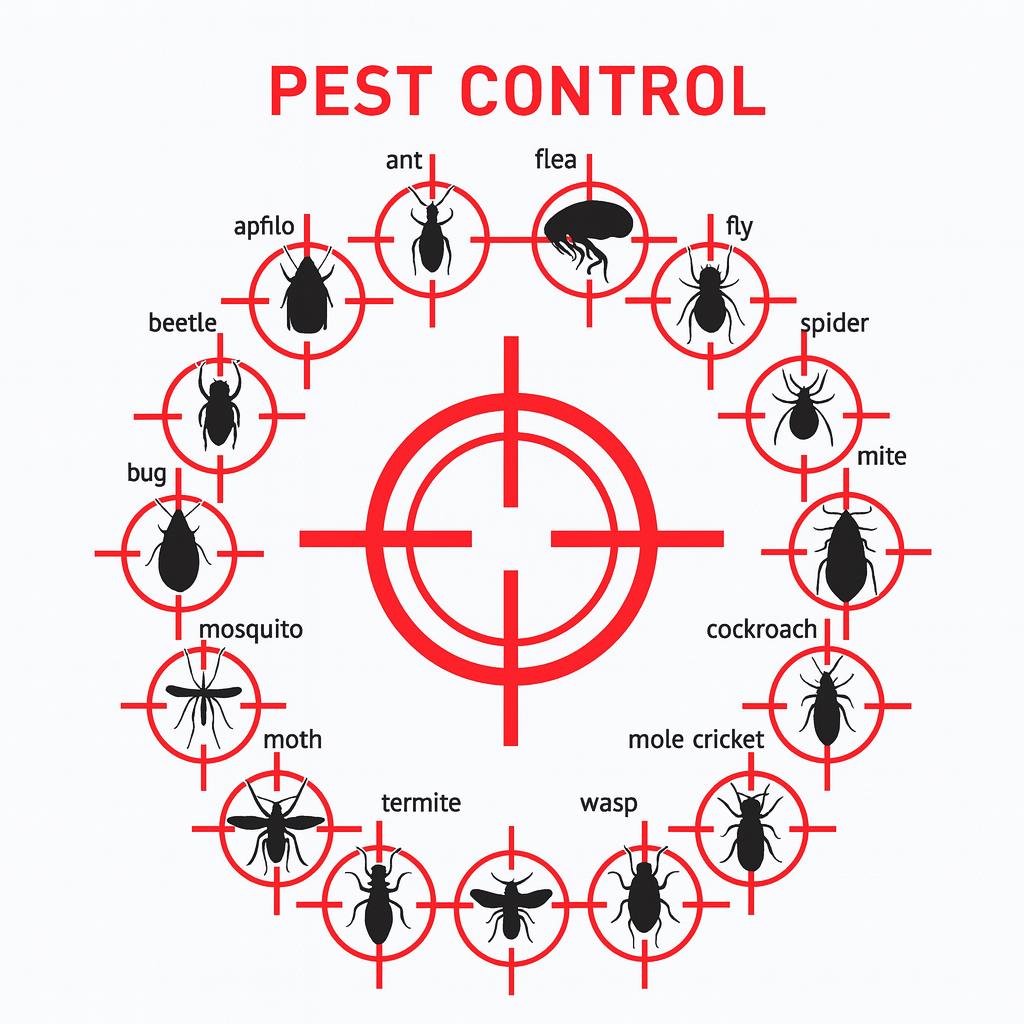 PEST CONTROL
ant
flea
apfilo
fly
beetle
spider
bug
mite
mosquito
cockroach
moth
mole cricket
termite
wasp